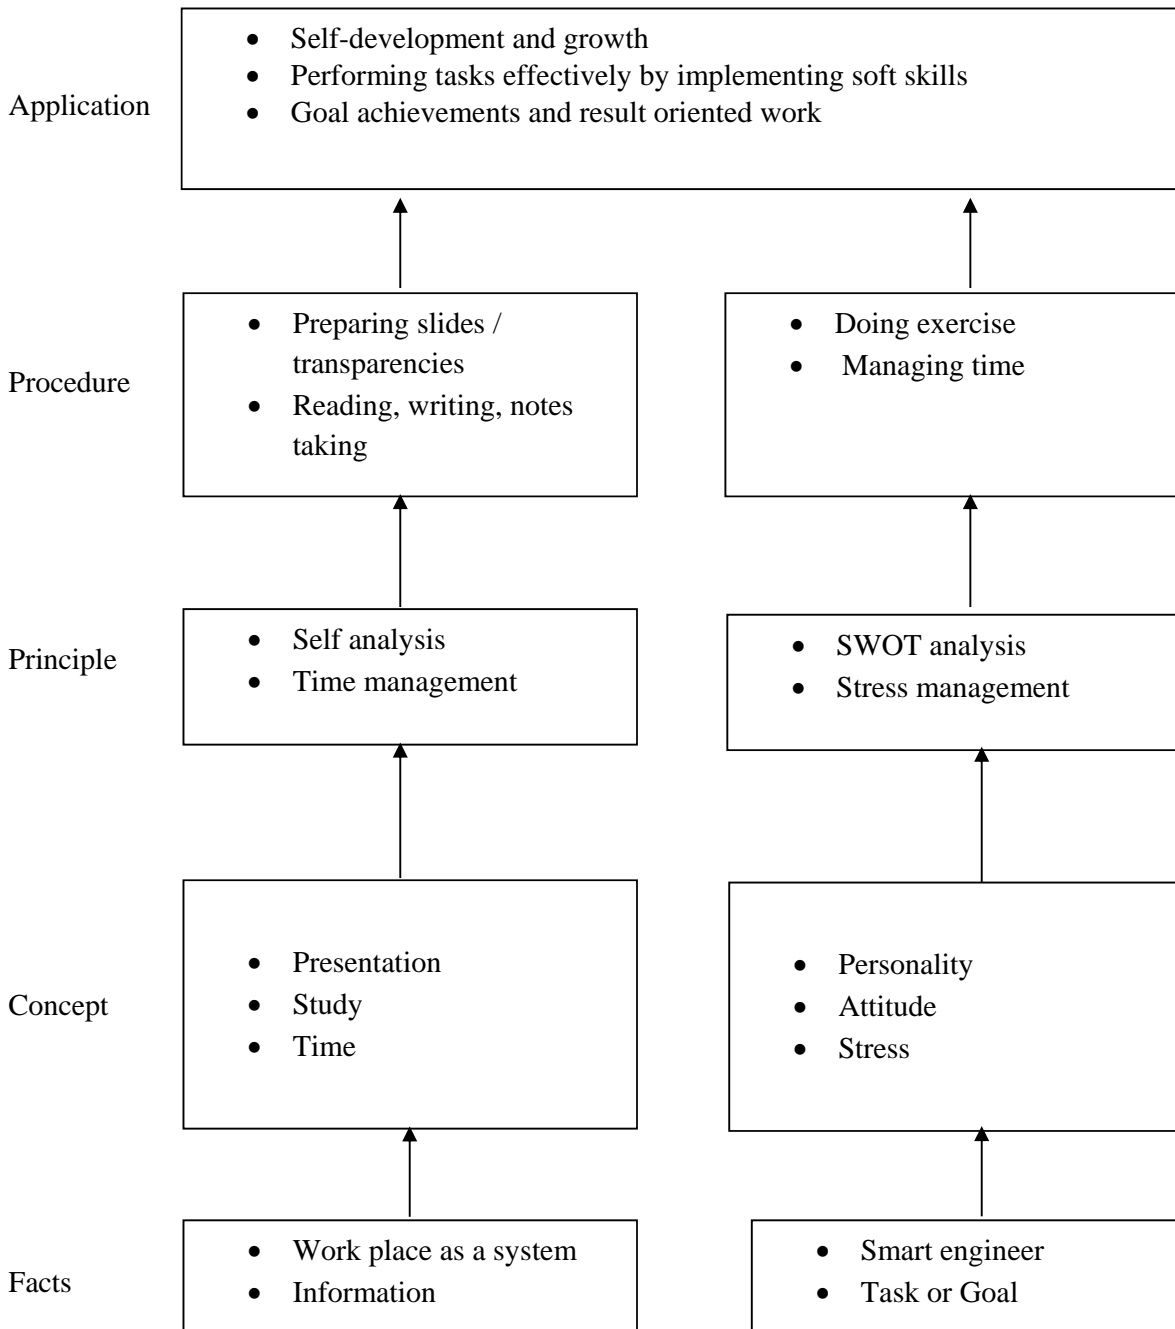 Application
• Self-development and growth
• Performing tasks effectively by implementing soft skills
• Goal achievements and result oriented work
Procedure
• Preparing slides /
transparencies
• Reading, writing, notes
taking
• Doing exercise
• Managing time
Principle
• Self analysis
• Time management
• SWOT analysis
• Stress management
Concept
• Presentation
• Study
• Time
• Personality
• Attitude
• Stress
Facts
• Work place as a system
• Information
• Smart engineer
• Task or Goal